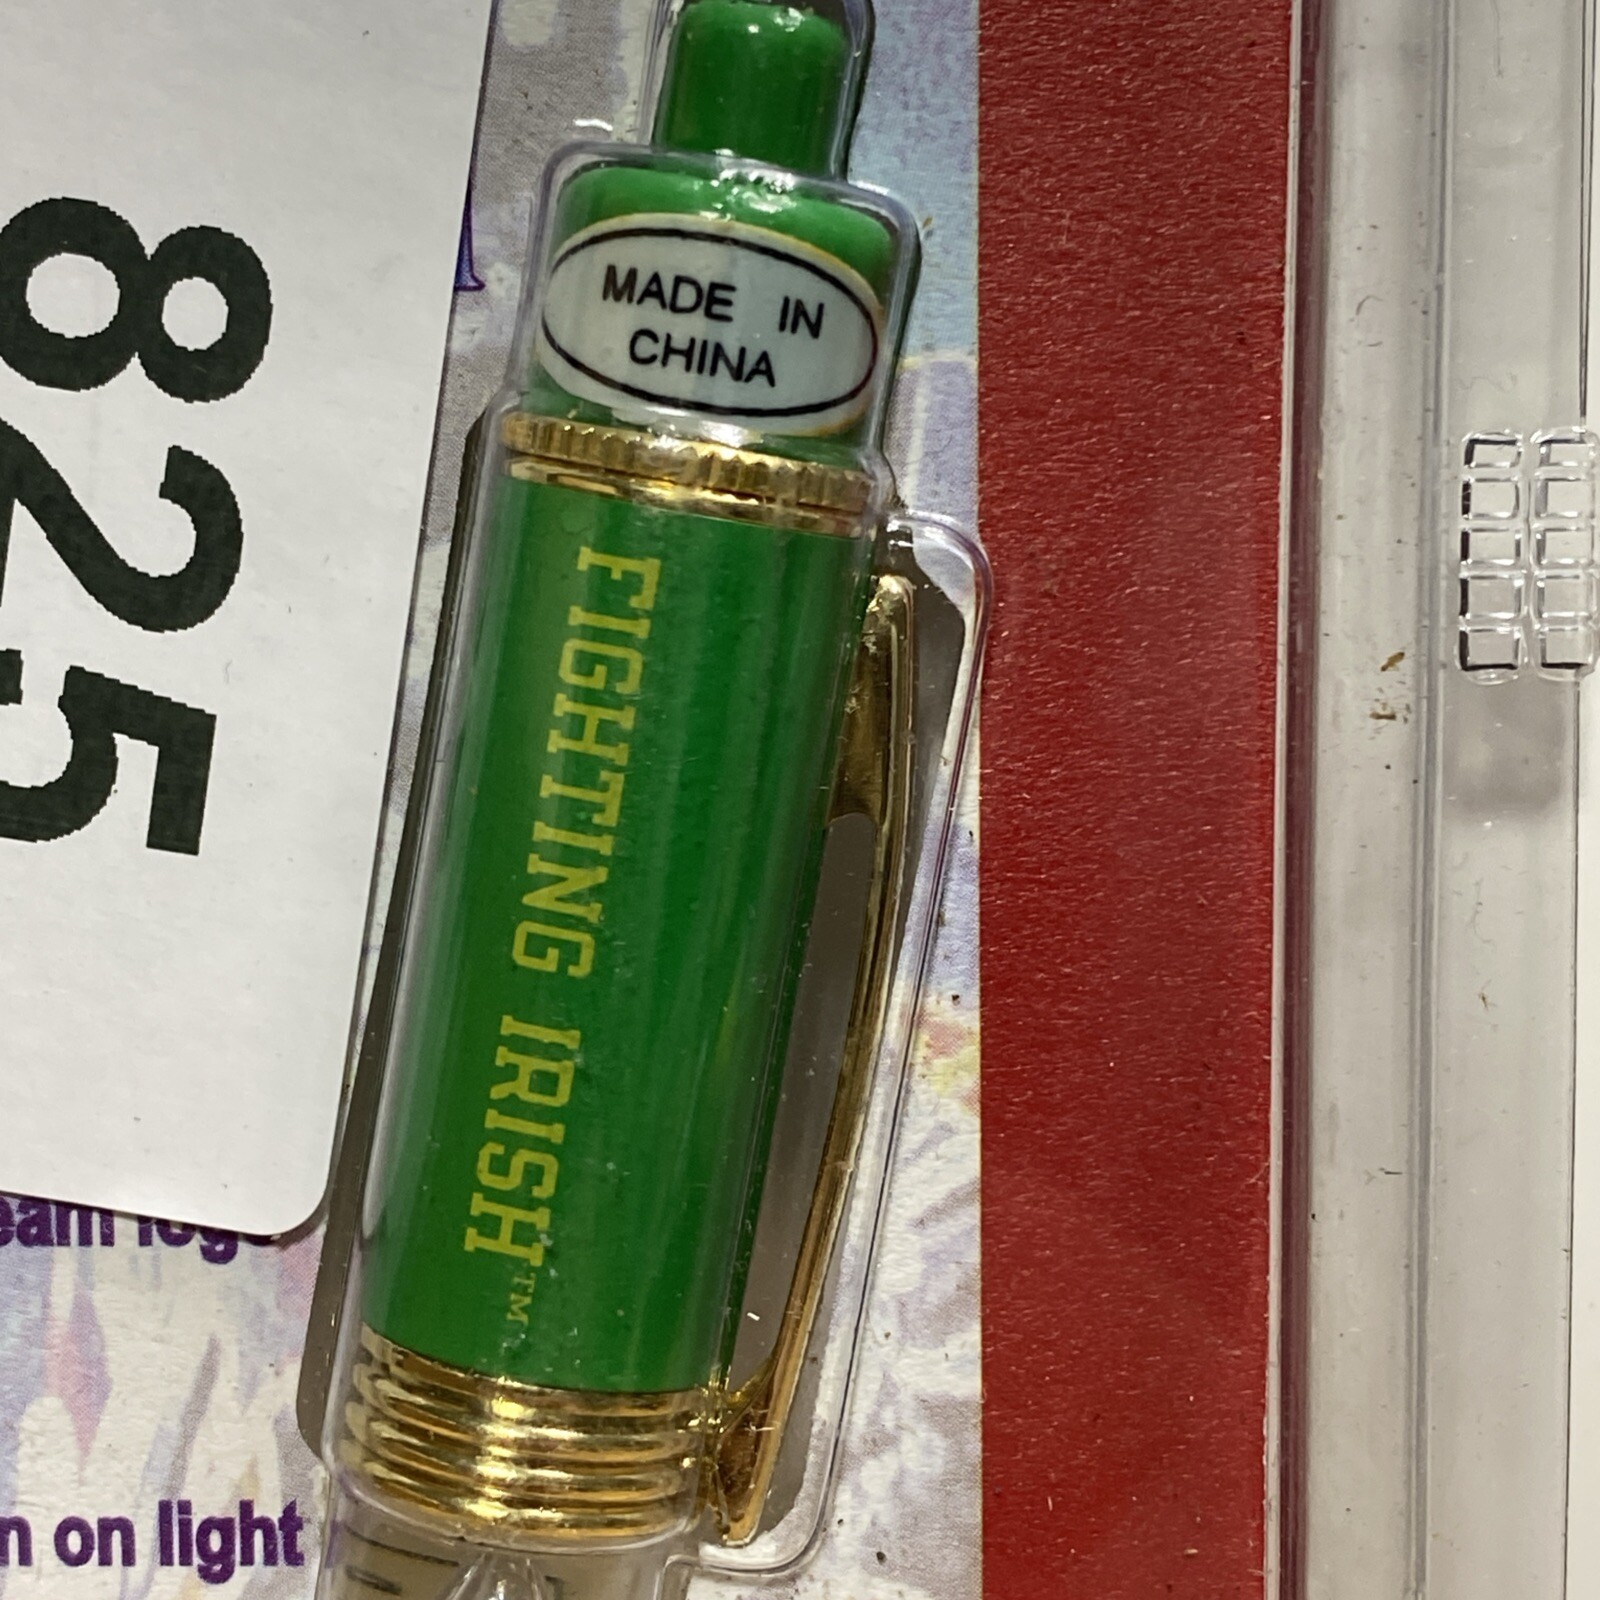 MADE IN
CHINA
FIGHTING IRISH™
825
on light